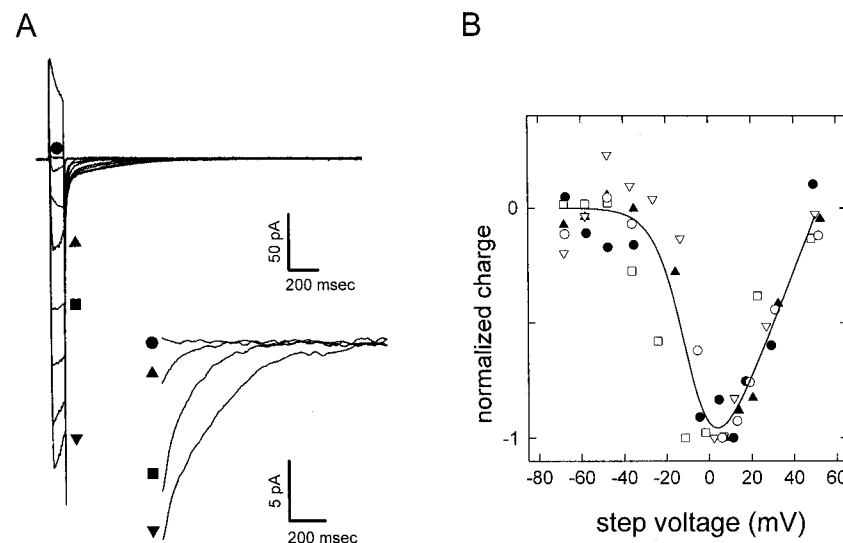 A
50 pA
200 msec
5 pA
200 msec
B
normalized charge
0
-1
-80
-60
-40
-20
0
20
40
60
step voltage (mV)